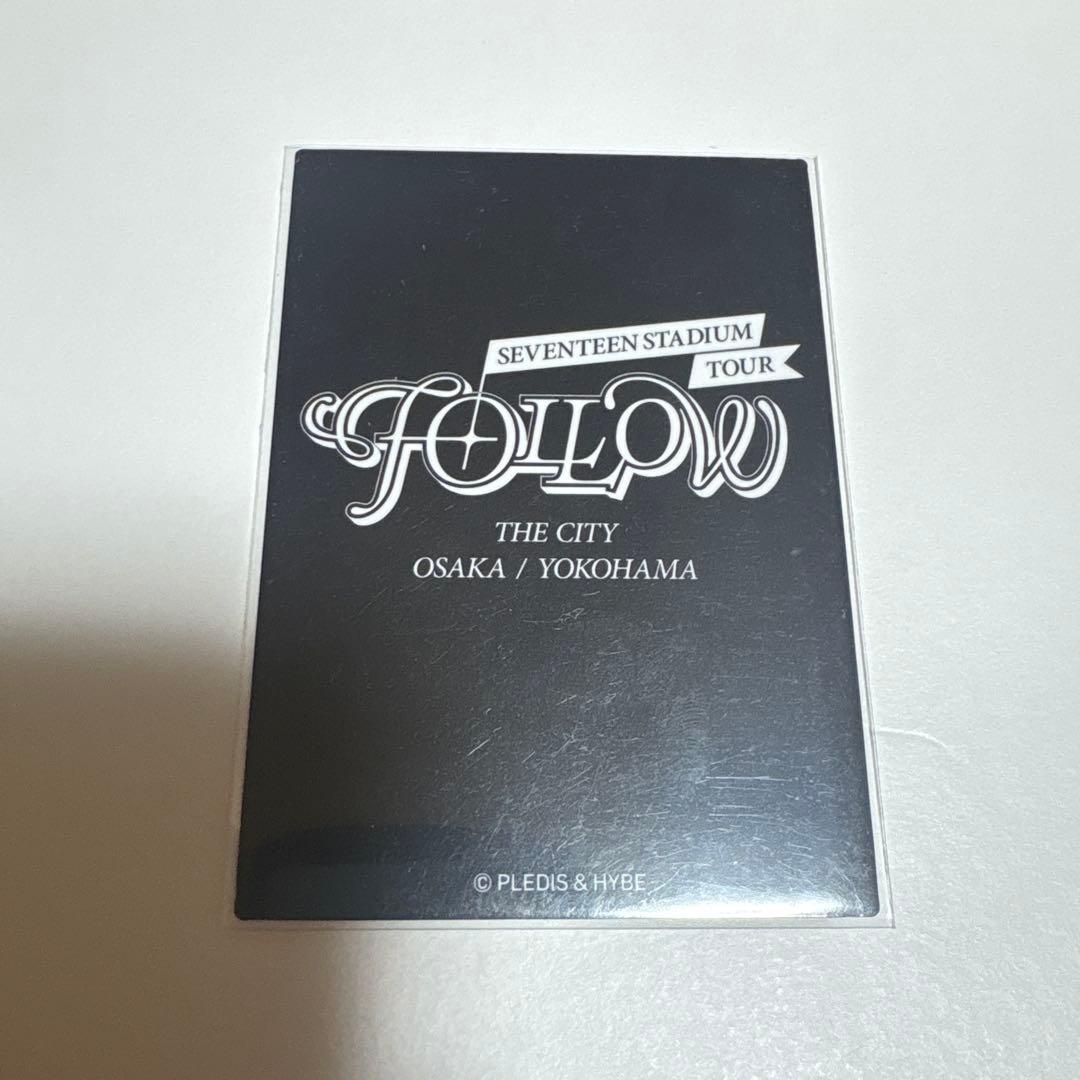 SEVENTEEN STADIUM
TOUR
FOLLOW
THE CITY
OSAKA / YOKOHAMA
© PLEDIS & HYBE